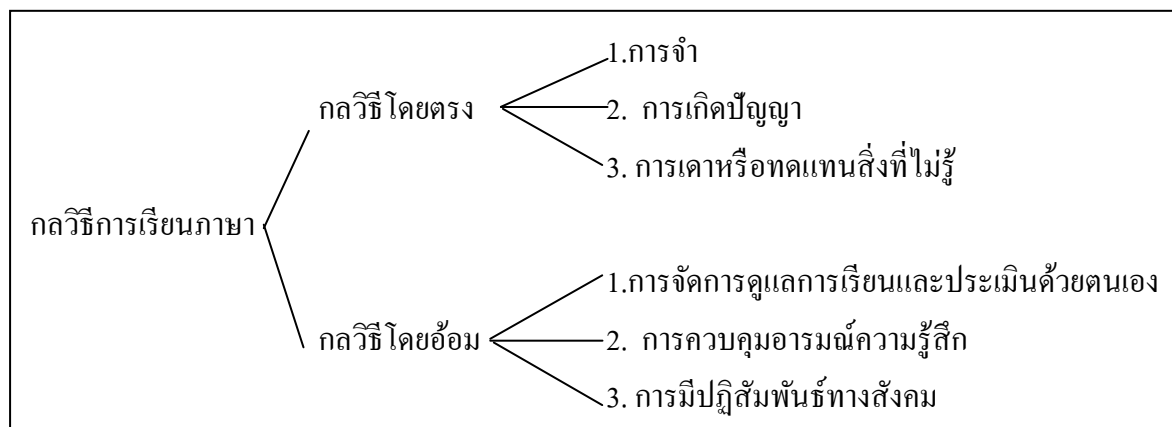 1.การจำ
กลวิธีโดยตรง
2. การเกิดปัญญา
3. การเดาหรือทดแทนสิ่งที่ไม่รู้
กลวิธีการเรียนภาษา
1.การจัดการดูแลการเรียนและประเมินด้วยตนเอง
กลวิธีโดยอ้อม
2. การควบคุมอารมณ์ความรู้สึก
3. การมีปฏิสัมพันธ์ทางสังคม